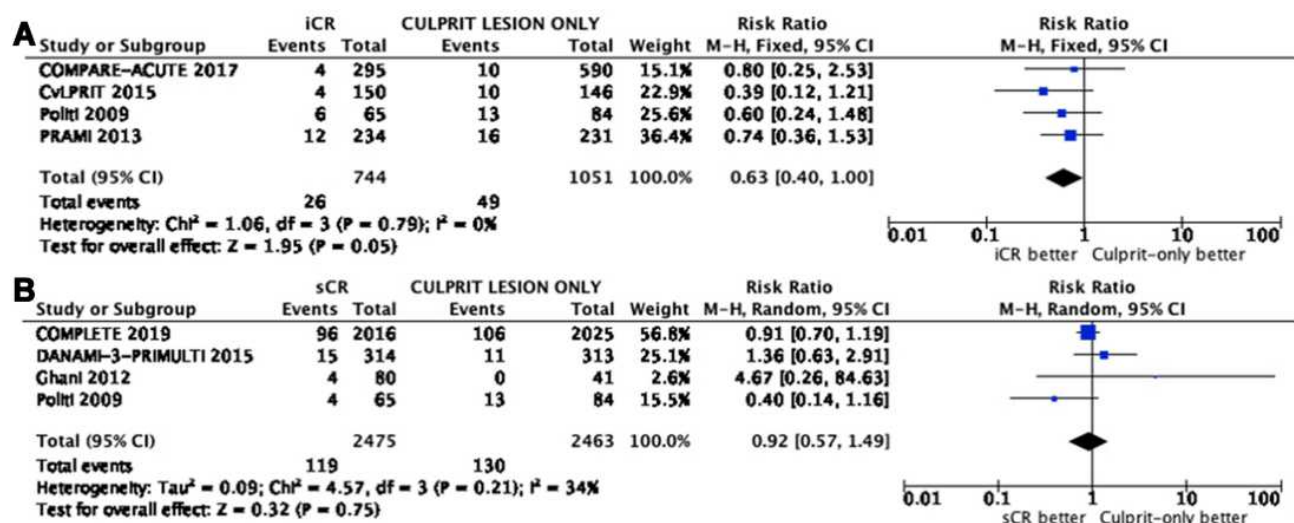 A
iCR CULPRIT LESION ONLY Risk Ratio Risk Ratio
Study or Subgroup Events Total Events Total Weight M-H, Fixed, 95% CI M-H, Fixed, 95% CI
COMPARE-ACUTE 2017 4 295 10 590 15.1% 0.80 [0.25, 2.53]
CvLPRIT 2015 4 150 10 146 22.9% 0.39 [0.12, 1.21]
Politi 2009 6 65 13 84 25.6% 0.60 [0.24, 1.48]
PRAMI 2013 12 234 16 231 36.4% 0.74 [0.36, 1.53]
Total (95% CI) 744 1051 100.0% 0.63 [0.40, 1.00]
Total events 26 49
Heterogeneity: Chi² = 1.06, df = 3 (P = 0.79); I² = 0%
Test for overall effect: Z = 1.95 (P = 0.05)
0.01 0.1 1 10 100
iCR better Culprit-only better
B
sCR CULPRIT LESION ONLY Risk Ratio Risk Ratio
Study or Subgroup Events Total Events Total Weight M-H, Random, 95% CI M-H, Random, 95% CI
COMPLETE 2019 96 2016 106 2025 56.8% 0.91 [0.70, 1.19]
DANAMI-3-PRIMULTI 2015 15 314 11 313 25.1% 1.36 [0.63, 2.91]
Ghani 2012 4 80 0 41 2.6% 4.67 [0.26, 84.63]
Politi 2009 4 65 13 84 15.5% 0.40 [0.14, 1.16]
Total (95% CI) 2475 2463 100.0% 0.92 [0.57, 1.49]
Total events 119 130
Heterogeneity: Tau² = 0.09; Chi² = 4.57, df = 3 (P = 0.21); I² = 34%
Test for overall effect: Z = 0.32 (P = 0.75)
0.01 0.1 1 10 100
sCR better Culprit-only better